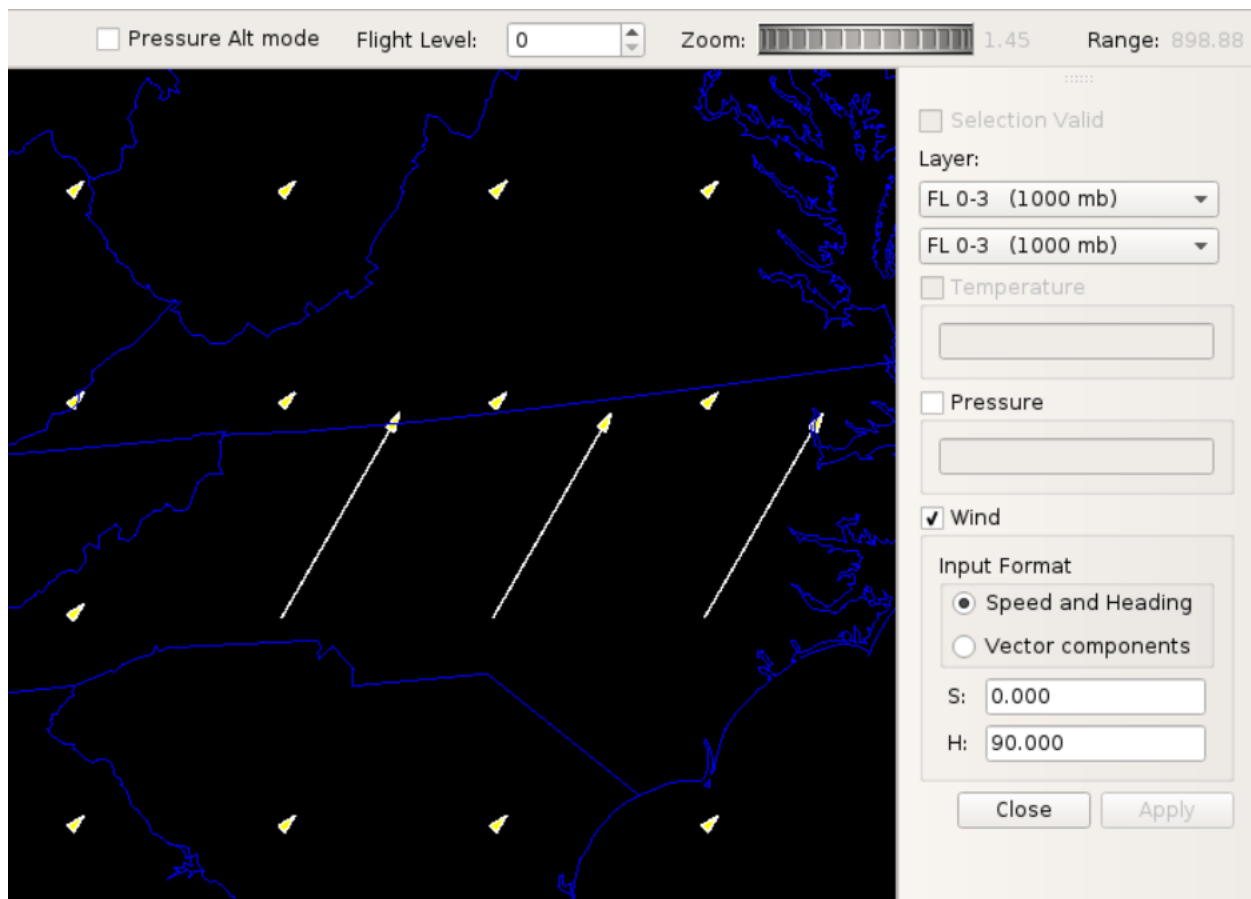 Pressure Alt mode Flight Level: 0 Zoom: 1.45 Range: 898.88
Selection Valid
Layer:
FL 0-3 (1000 mb)
FL 0-3 (1000 mb)
Temperature
Pressure
Wind
Input Format
Speed and Heading
Vector components
S: 0.000
H: 90.000
Close Apply